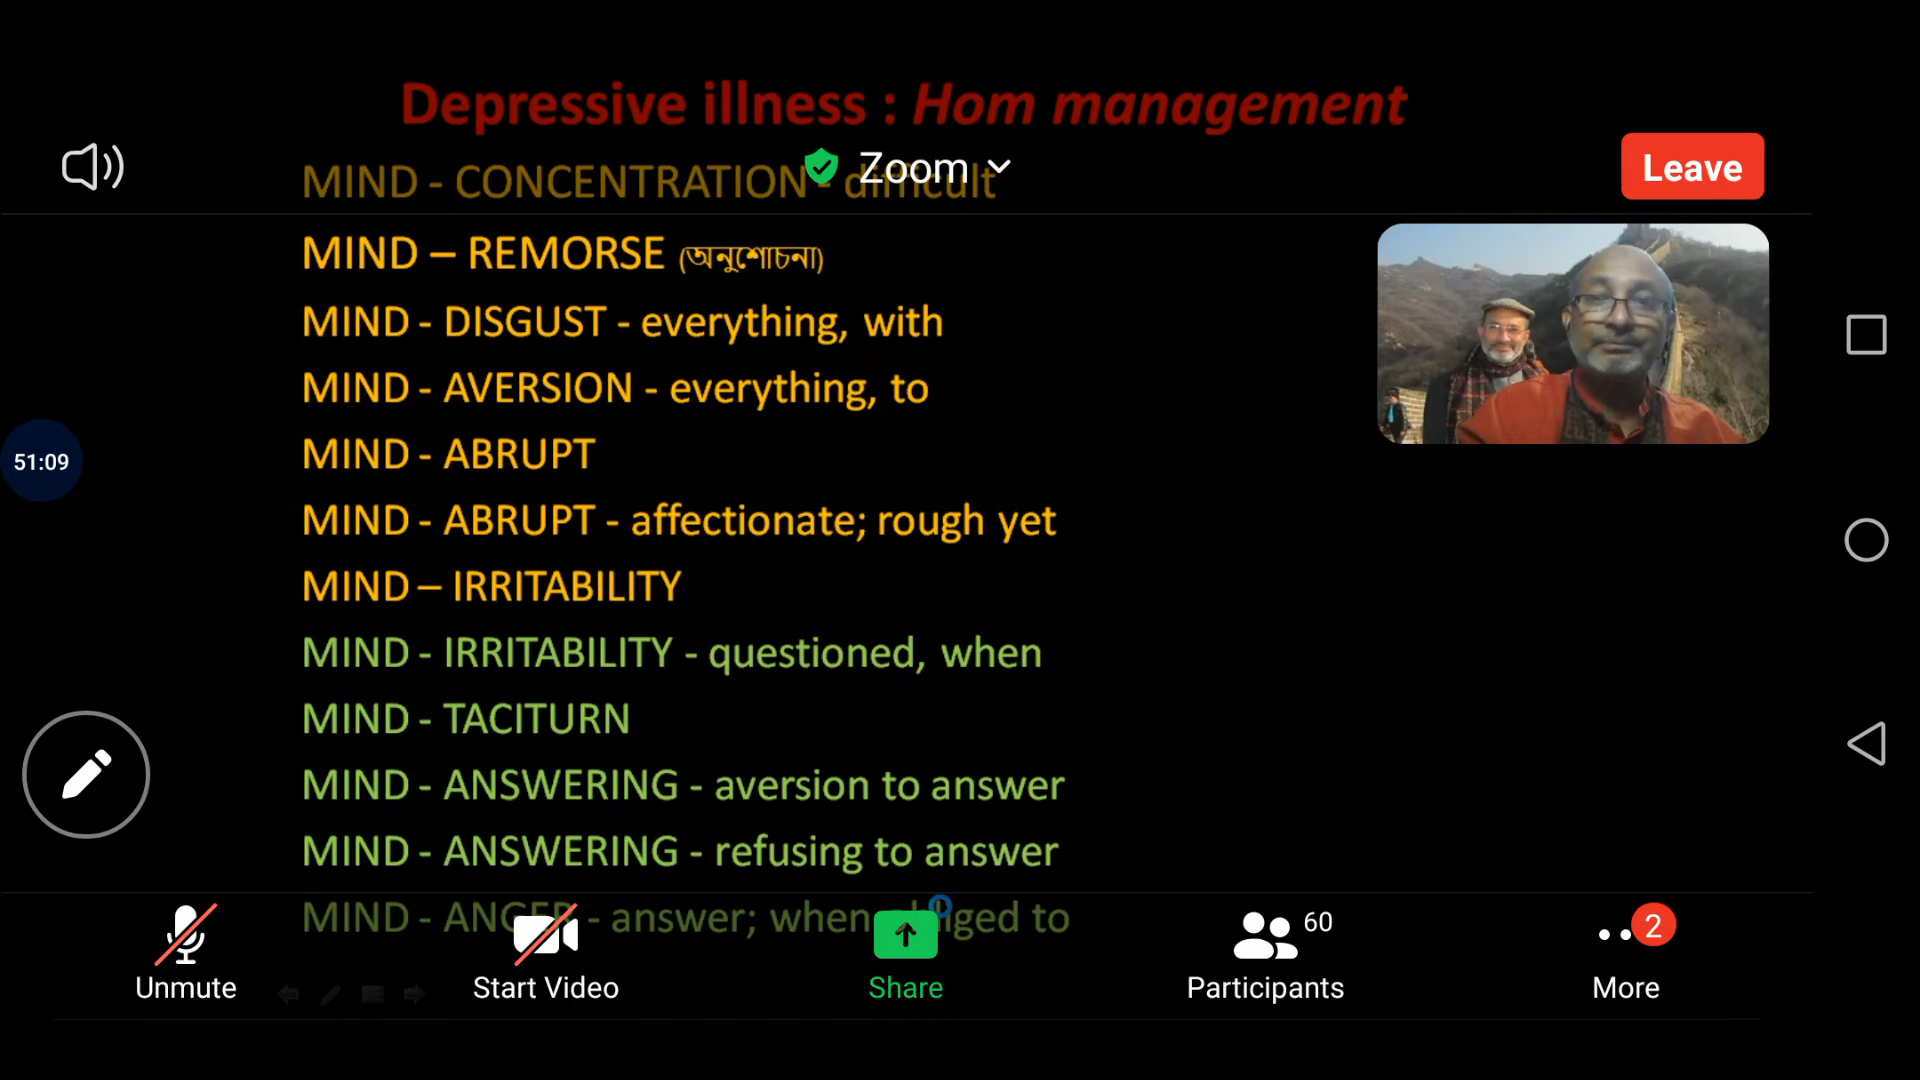 Depressive illness : Hom management
Zoom
Leave
MIND - CONCENTRATION - difficult
MIND – REMORSE (অনুশোচনা)
MIND - DISGUST - everything, with
MIND - AVERSION - everything, to
51:09
MIND - ABRUPT
MIND - ABRUPT - affectionate; rough yet
MIND – IRRITABILITY
MIND - IRRITABILITY - questioned, when
MIND - TACITURN
MIND - ANSWERING - aversion to answer
MIND - ANSWERING - refusing to answer
MIND - ANGER - answer; when obliged to
60
2
Unmute
Start Video
Share
Participants
More